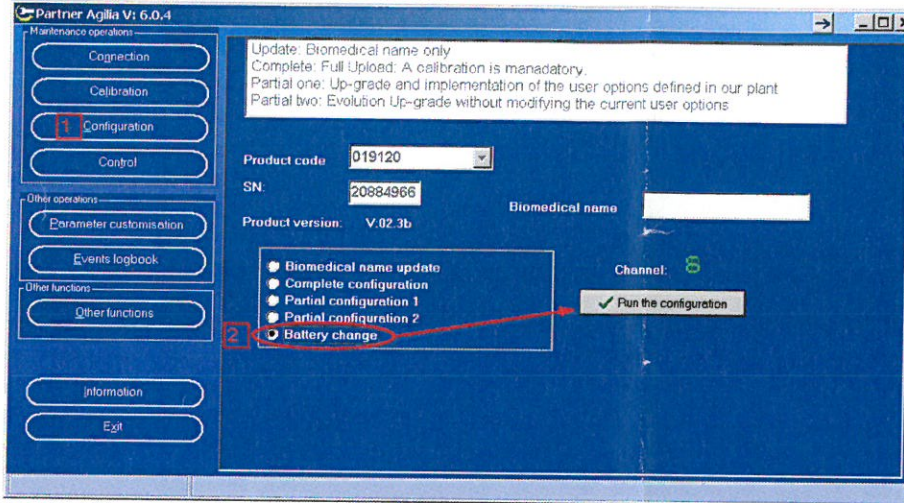 Partner Agilia V: 6.0.4
Maintenance operations
Connection
Calibration
1 Configuration
Control
Other operations
Parameter customisation
Events logbook
Other functions
Other functions
Information
Exit
Update: Biomedical name only
Complete: Full Upload: A calibration is manadatory.
Partial one: Up-grade and implementation of the user options defined in our plant
Partial two: Evolution Up-grade without modifying the current user options
Product code 019120
SN: 20884966
Biomedical name
Product version: V.02.3b
Biomedical name update
Complete configuration
Partial configuration 1
Partial configuration 2
2 Battery change
Channel: 8
Run the configuration